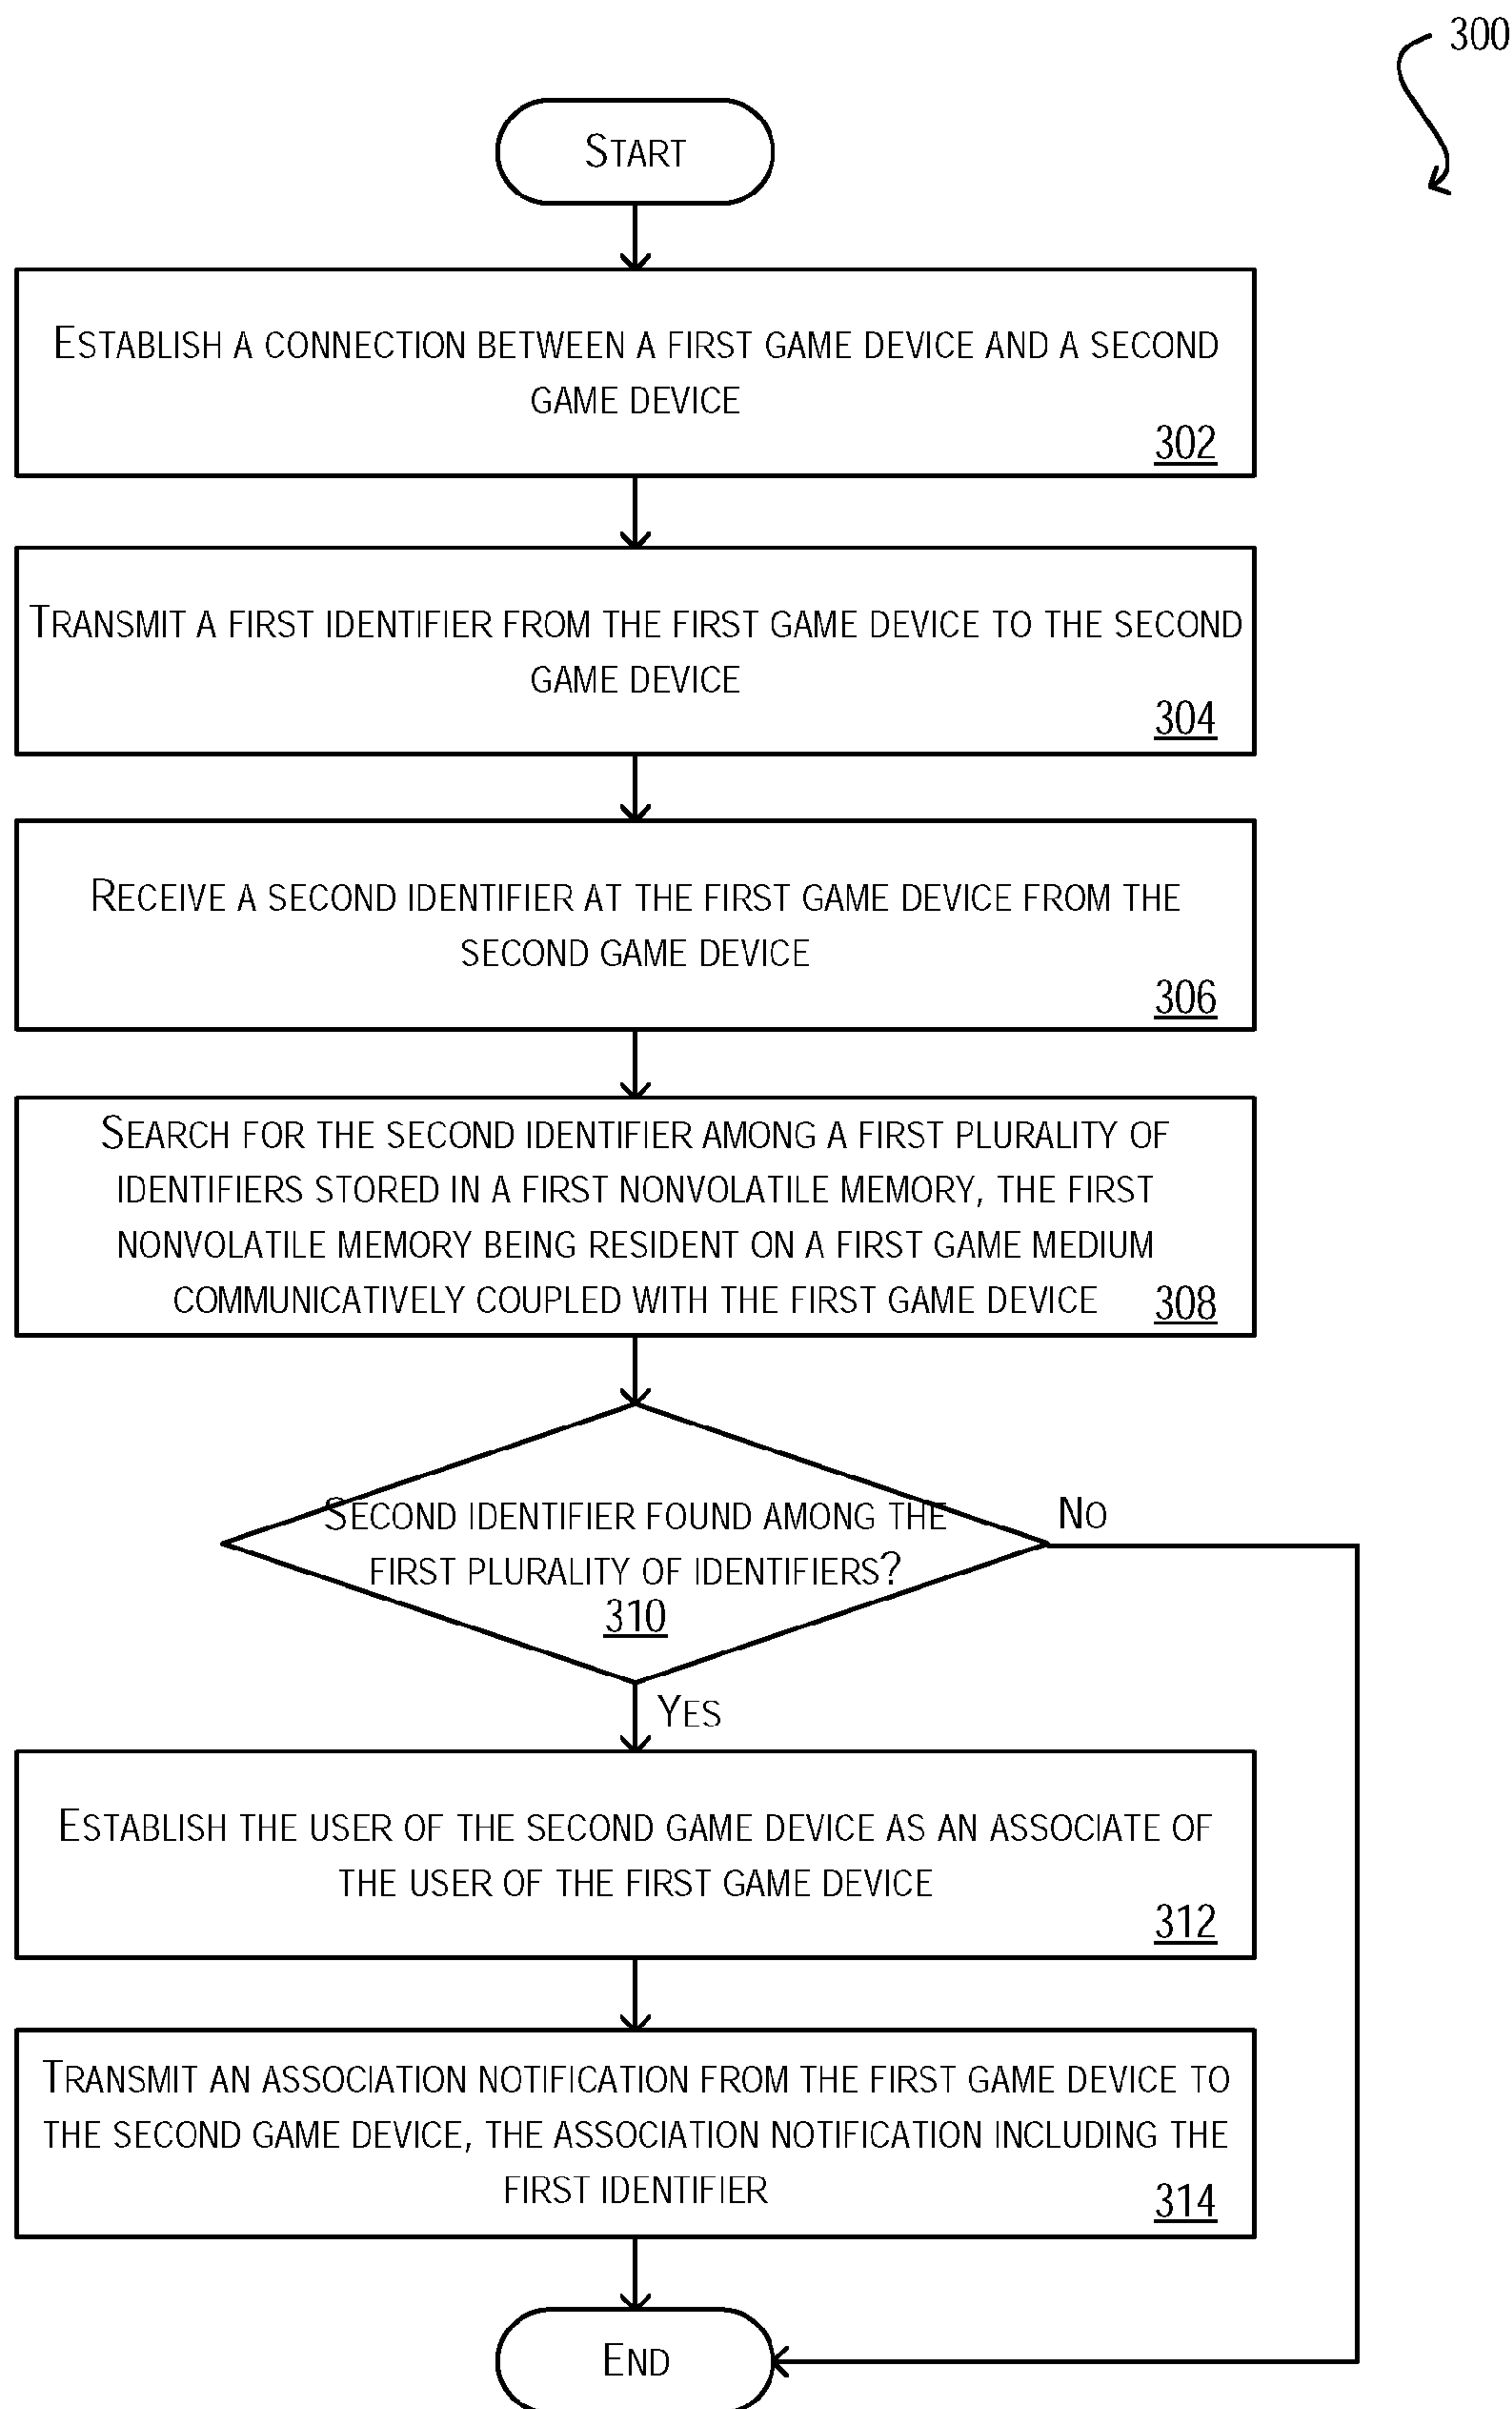 300
START
ESTABLISH A CONNECTION BETWEEN A FIRST GAME DEVICE AND A SECOND
GAME DEVICE
302
TRANSMIT A FIRST IDENTIFIER FROM THE FIRST GAME DEVICE TO THE SECOND
GAME DEVICE
304
RECEIVE A SECOND IDENTIFIER AT THE FIRST GAME DEVICE FROM THE
SECOND GAME DEVICE
306
SEARCH FOR THE SECOND IDENTIFIER AMONG A FIRST PLURALITY OF
IDENTIFIERS STORED IN A FIRST NONVOLATILE MEMORY, THE FIRST
NONVOLATILE MEMORY BEING RESIDENT ON A FIRST GAME MEDIUM
COMMUNICATIVELY COUPLED WITH THE FIRST GAME DEVICE 308
SECOND IDENTIFIER FOUND AMONG THE
FIRST PLURALITY OF IDENTIFIERS?
310
NO
YES
ESTABLISH THE USER OF THE SECOND GAME DEVICE AS AN ASSOCIATE OF
THE USER OF THE FIRST GAME DEVICE
312
TRANSMIT AN ASSOCIATION NOTIFICATION FROM THE FIRST GAME DEVICE TO
THE SECOND GAME DEVICE, THE ASSOCIATION NOTIFICATION INCLUDING THE
FIRST IDENTIFIER
314
END